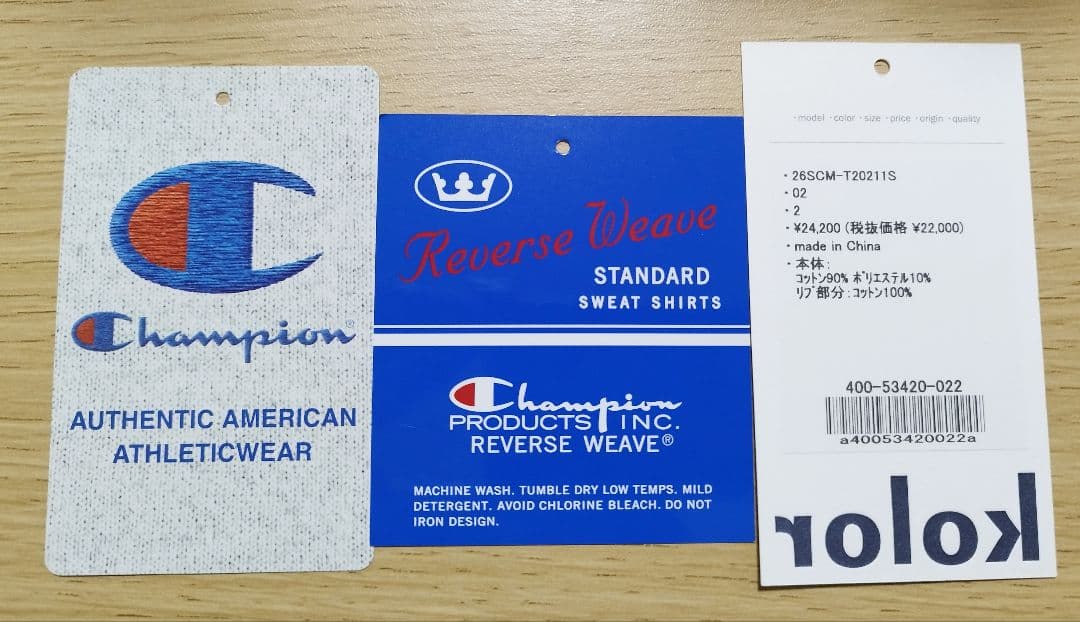 Champion
AUTHENTIC AMERICAN
ATHLETICWEAR
Reverse Weave
STANDARD
SWEAT SHIRTS
Champion
PRODUCTS INC.
REVERSE WEAVE®
MACHINE WASH. TUMBLE DRY LOW TEMPS. MILD
DETERGENT. AVOID CHLORINE BLEACH. DO NOT
IRON DESIGN.
·model ·color ·size ·price ·origin ·quality
・26SCM-T20211S
・02
・2
・¥24,200 (税抜価格 ¥22,000)
・made in China
・本体:
コットン90% ポリエステル10%
リブ部分:コットン100%
400-53420-022
a40053420022a
kolor